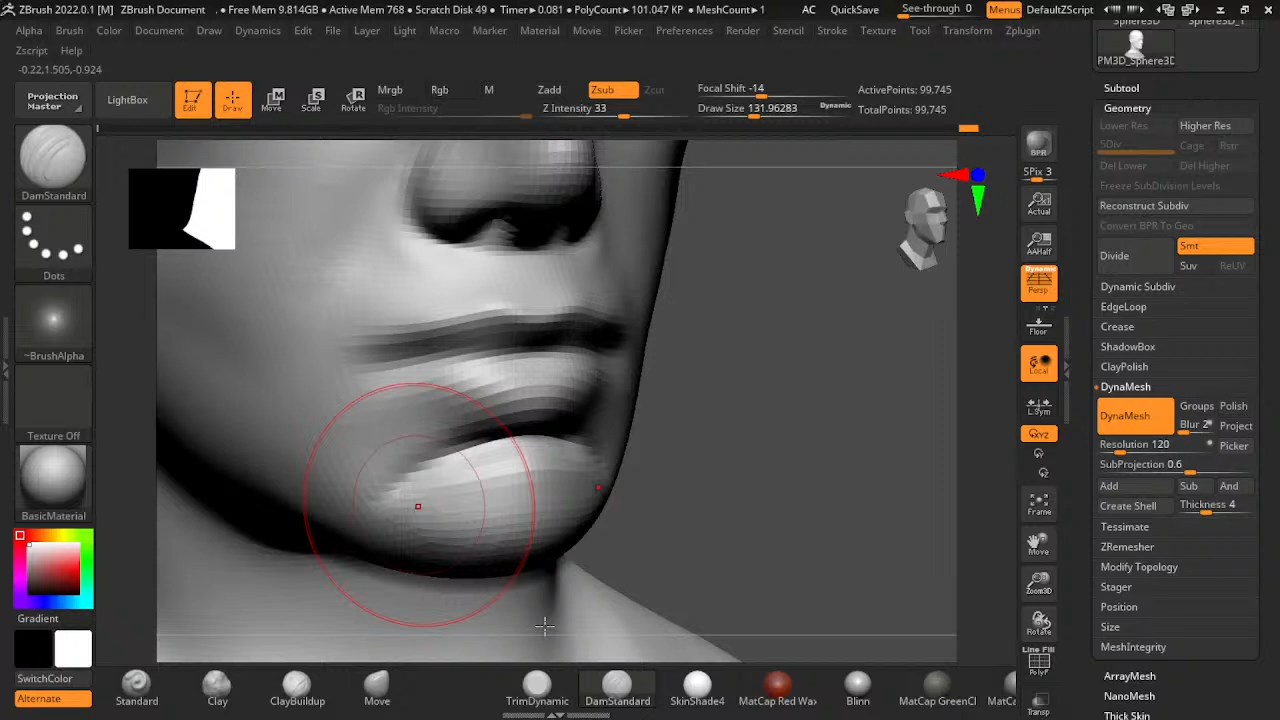 ZBrush 2022.0.1 [M]
ZBrush Document
• Free Mem 9.814GB • Active Mem 768 • Scratch Disk 49 • Timer▸0.081 • PolyCount▸101.047 KP • MeshCount▸1
AC
QuickSave
See-through 0
Menus
DefaultZScript
Alpha Brush Color Document Draw Dynamics Edit File Layer Light Macro Marker Material Movie Picker Preferences Render Stencil Stroke Texture Tool Transform Zplugin
Zscript Help
-0.22,1.505,-0.924
Projection
Master
LightBox
Edit
Draw
Move
Scale
Rotate
Mrgb Rgb M
Rgb Intensity
Zadd Zsub Zcut
Z Intensity 33
Focal Shift -14
Draw Size 131.96283 Dynamic
ActivePoints: 99,745
TotalPoints: 99,745
DamStandard
Dots
~BrushAlpha
Texture Off
BasicMaterial
Gradient
SwitchColor
Alternate
BPR
SPix 3
Actual
AAHalf
Dynamic
Persp
Floor
Local
L.Sym
XYZ
Frame
Move
Zoom3D
Rotate
Line Fill
PolyF
Transp
Sphere3D Sphere3D_1
PM3D_Sphere3D
Subtool
Geometry
Lower Res Higher Res
SDiv Cage Rstr
Del Lower Del Higher
Freeze SubDivision Levels
Reconstruct Subdiv
Convert BPR To Geo
Divide Smt
Suv ReUV
Dynamic Subdiv
EdgeLoop
Crease
ShadowBox
ClayPolish
DynaMesh
DynaMesh Groups Polish
Blur 2 Project
Resolution 120 Picker
SubProjection 0.6
Add Sub And
Create Shell Thickness 4
Tessimate
ZRemesher
Modify Topology
Stager
Position
Size
MeshIntegrity
ArrayMesh
NanoMesh
Thick Skin
Standard Clay ClayBuildup Move TrimDynamic DamStandard SkinShade4 MatCap Red Wax Blinn MatCap GreenCl MatCa